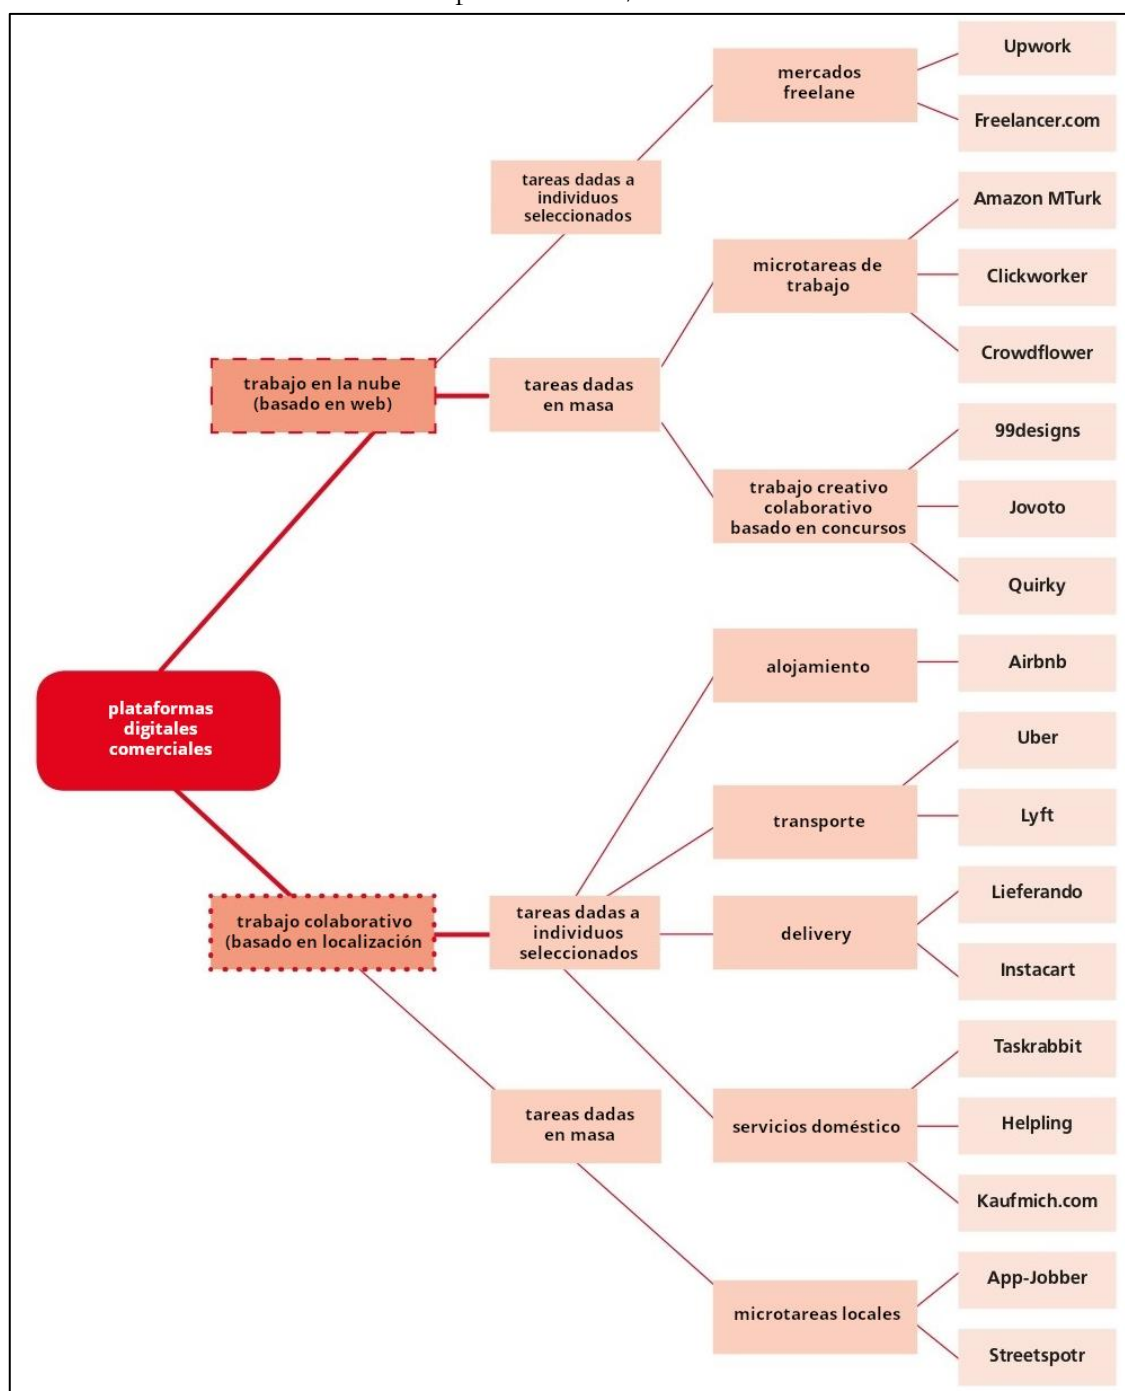 Upwork
mercados
freelane
Freelancer.com
tareas dadas a
individuos
seleccionados
Amazon MTurk
microtareas de
trabajo
Clickworker
Crowdflower
trabajo en la nube
(basado en web)
tareas dadas
en masa
99designs
trabajo creativo
colaborativo
basado en concursos
Jovoto
Quirky
alojamiento
Airbnb
plataformas
digitales
comerciales
Uber
transporte
Lyft
Lieferando
trabajo colaborativo
(basado en localización
tareas dadas a
individuos
seleccionados
delivery
Instacart
Taskrabbit
tareas dadas
en masa
servicios doméstico
Helpling
Kaufmich.com
App-Jobber
microtareas locales
Streetspotr